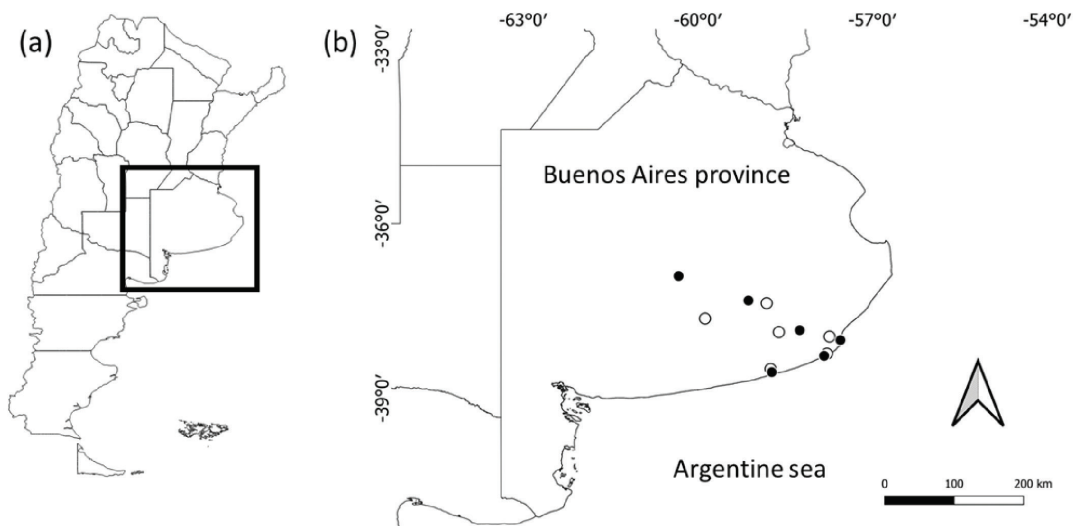 (a)
(b)
-63°0'
-60°0'
-57°0'
-54°0'
-33°0'
-36°0'
-39°0'
Buenos Aires province
Argentine sea
0 100 200 km